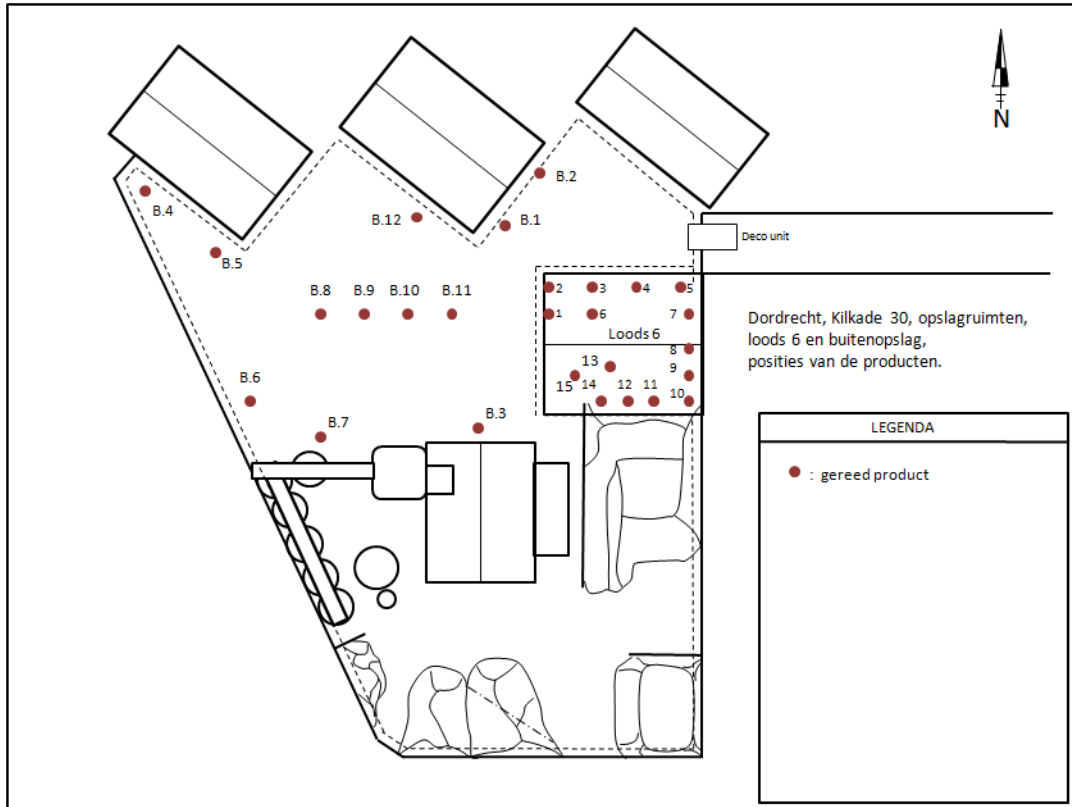 N
B.2
B.4
B.12
B.1
Deco unit
B.5
2
3
4
5
B.8
B.9
B.10
B.11
1
6
7
Dordrecht, Kilkade 30, opslagruimten,
loods 6 en buitenopslag,
posities van de producten.
Loods 6
8
13
9
B.6
15
14
12
11
10
B.3
B.7
LEGENDA
: gereed product